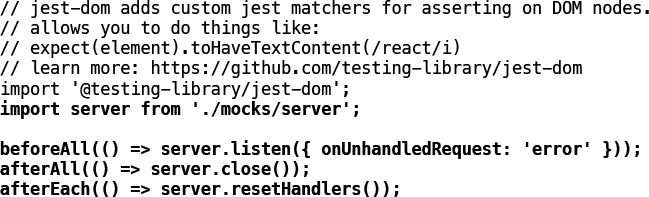 // jest-dom adds custom jest matchers for asserting on DOM nodes.
// allows you to do things like:
// expect(element).toHaveTextContent(/react/i)
// learn more: https://github.com/testing-library/jest-dom
import '@testing-library/jest-dom';
import server from './mocks/server';
beforeAll(() => server.listen({ onUnhandledRequest: 'error' }));
afterAll(() => server.close());
afterEach(() => server.resetHandlers());